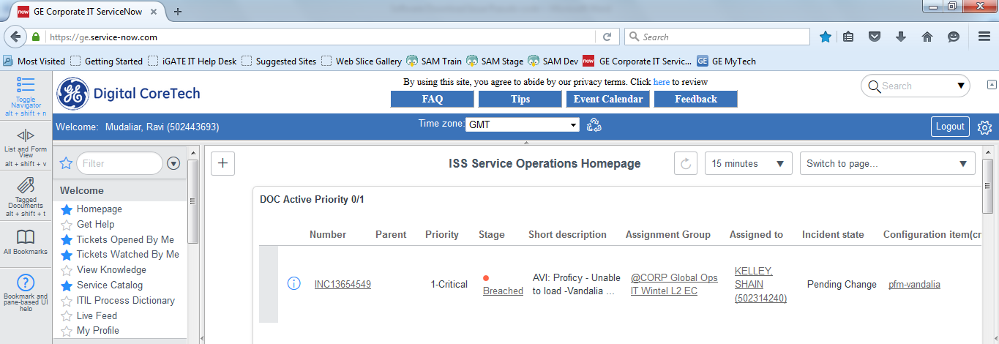 GE Corporate IT ServiceNow
https://ge.service-now.com
Search
Most Visited Getting Started iGATE IT Help Desk Suggested Sites Web Slice Gallery SAM Train SAM Stage SAM Dev GE Corporate IT Servic... GE MyTech
Toggle
Navigator
alt + shift + n
List and Form
View
alt + shift + v
Tagged
Documents
alt + shift + t
All Bookmarks
Bookmark and
pane-based UI
help
GE Digital CoreTech
By using this site, you agree to abide by our privacy terms. Click here to review
FAQ Tips Event Calendar Feedback
Search
Welcome: Mudaliar, Ravi (502443693)
Time zone: GMT
Logout
Filter
Welcome
Homepage
Get Help
Tickets Opened By Me
Tickets Watched By Me
View Knowledge
Service Catalog
ITIL Process Dictionary
Live Feed
My Profile
+ ISS Service Operations Homepage 15 minutes Switch to page...
DOC Active Priority 0/1
Number Parent Priority Stage Short description Assignment Group Assigned to Incident state Configuration item(cr
INC13654549
1-Critical
Breached
AVI: Proficy - Unable
to load -Vandalia ...
@CORP Global Ops
IT Wintel L2 EC
KELLEY,
SHAIN
(502314240)
Pending Change
pfm-vandalia